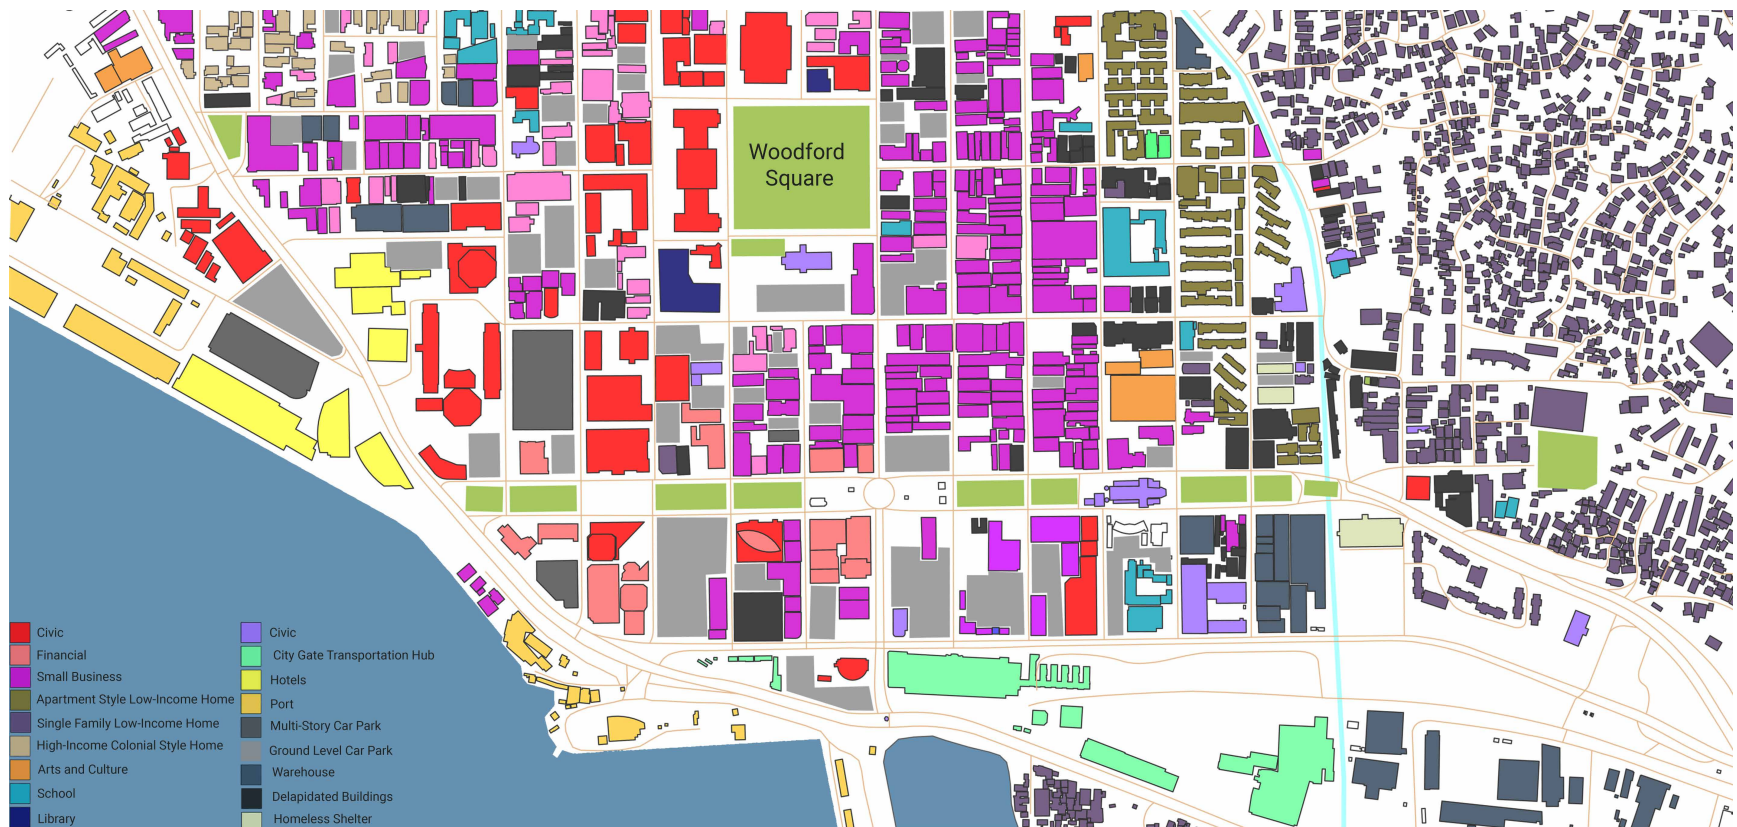 Woodford
Square
Civic
Financial
Small Business
Apartment Style Low-Income Home
Single Family Low-Income Home
High-Income Colonial Style Home
Arts and Culture
School
Library
Civic
City Gate Transportation Hub
Hotels
Port
Multi-Story Car Park
Ground Level Car Park
Warehouse
Delapidated Buildings
Homeless Shelter